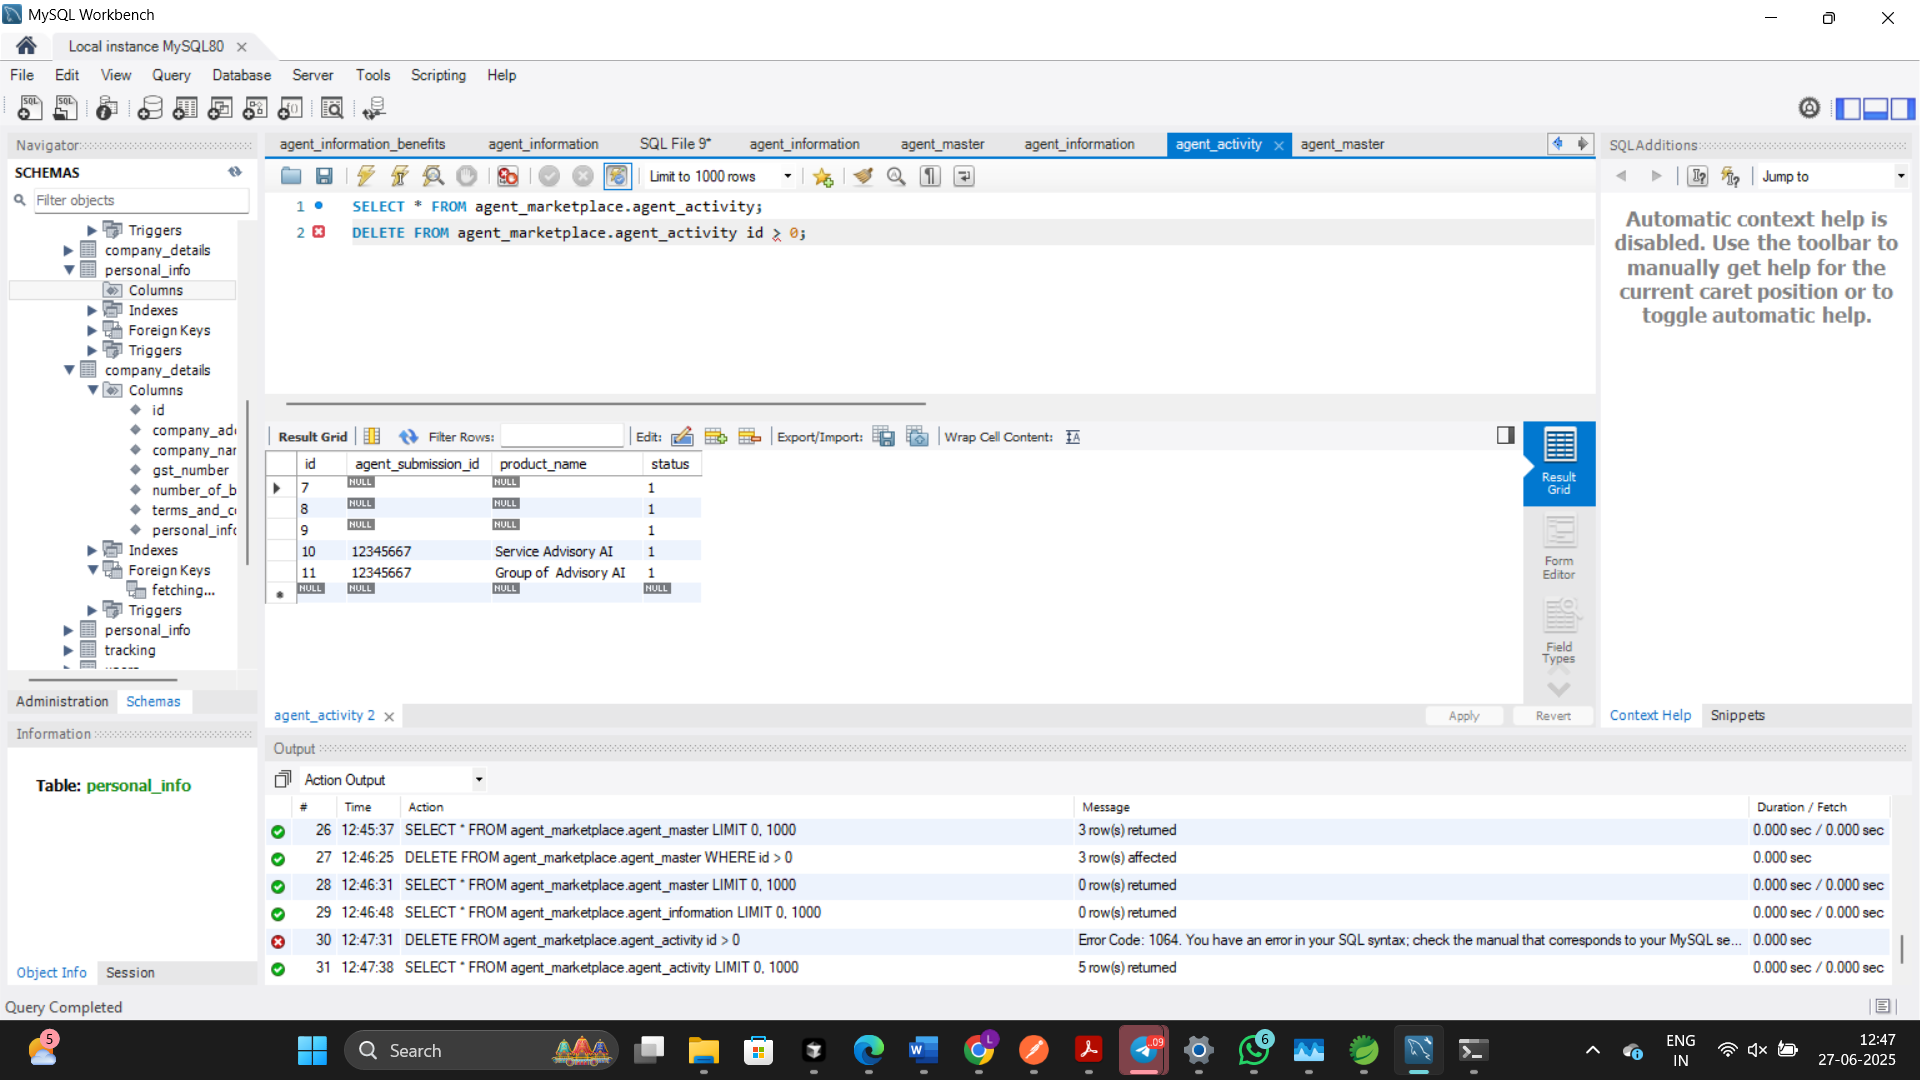 MySQL Workbench
Local instance MySQL80
File Edit View Query Database Server Tools Scripting Help
Navigator
SCHEMAS
Filter objects
Triggers
company_details
personal_info
Columns
Indexes
Foreign Keys
Triggers
company_details
Columns
id
company_add
company_nar
gst_number
number_of_b
terms_and_co
personal_info
Indexes
Foreign Keys
fetching...
Triggers
personal_info
tracking
Administration Schemas
Information
Table: personal_info
Object Info Session
Query Completed
agent_information_benefits agent_information SQL File 9* agent_information agent_master agent_information agent_activity agent_master
Limit to 1000 rows
1 SELECT * FROM agent_marketplace.agent_activity;
2 DELETE FROM agent_marketplace.agent_activity id > 0;
Result Grid Filter Rows: Edit: Export/Import: Wrap Cell Content:
id agent_submission_id product_name status
7 NULL NULL 1
8 NULL NULL 1
9 NULL NULL 1
10 12345667 Service Advisory AI 1
11 12345667 Group of Advisory AI 1
NULL NULL NULL NULL
Result
Grid
Form
Editor
Field
Types
agent_activity 2
Apply Revert
SQLAdditions
Jump to
Automatic context help is
disabled. Use the toolbar to
manually get help for the
current caret position or to
toggle automatic help.
Context Help Snippets
Output
Action Output
# Time Action Message Duration / Fetch
26 12:45:37 SELECT * FROM agent_marketplace.agent_master LIMIT 0, 1000 3 row(s) returned 0.000 sec / 0.000 sec
27 12:46:25 DELETE FROM agent_marketplace.agent_master WHERE id > 0 3 row(s) affected 0.000 sec
28 12:46:31 SELECT * FROM agent_marketplace.agent_master LIMIT 0, 1000 0 row(s) returned 0.000 sec / 0.000 sec
29 12:46:48 SELECT * FROM agent_marketplace.agent_information LIMIT 0, 1000 0 row(s) returned 0.000 sec / 0.000 sec
30 12:47:31 DELETE FROM agent_marketplace.agent_activity id > 0 Error Code: 1064. You have an error in your SQL syntax; check the manual that corresponds to your MySQL se... 0.000 sec
31 12:47:38 SELECT * FROM agent_marketplace.agent_activity LIMIT 0, 1000 5 row(s) returned 0.000 sec / 0.000 sec
5
Search
L
.09
6
ENG
IN
12:47
27-06-2025